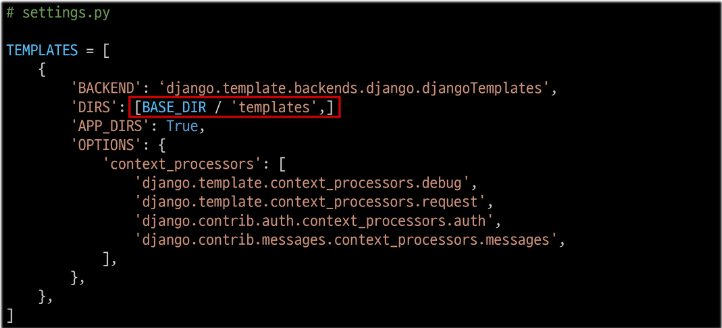 # settings.py
TEMPLATES = [
    {
        'BACKEND': ‘django.template.backends.django.djangoTemplates',
        'DIRS': [BASE_DIR / 'templates',]
        'APP_DIRS': True,
        'OPTIONS': {
            'context_processors': [
                'django.template.context_processors.debug',
                'django.template.context_processors.request',
                'django.contrib.auth.context_processors.auth',
                'django.contrib.messages.context_processors.messages',
            ],
        },
    },
]